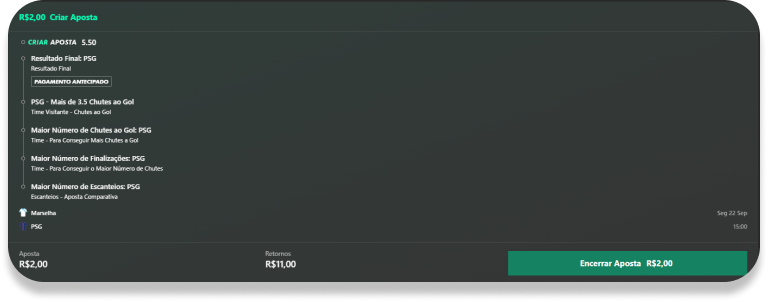 R$2,00 Criar Aposta
CRIAR APOSTA 5.50
Resultado Final: PSG
Resultado Final
PAGAMENTO ANTECIPADO
PSG - Mais de 3.5 Chutes ao Gol
Time Visitante - Chutes ao Gol
Maior Número de Chutes ao Gol: PSG
Time - Para Conseguir Mais Chutes a Gol
Maior Número de Finalizações: PSG
Time - Para Conseguir o Maior Número de Chutes
Maior Número de Escanteios: PSG
Escanteios - Aposta Comparativa
Marselha Seg 22 Sep
PSG 15:00
Aposta Retornos
R$2,00 R$11,00 Encerrar Aposta R$2,00